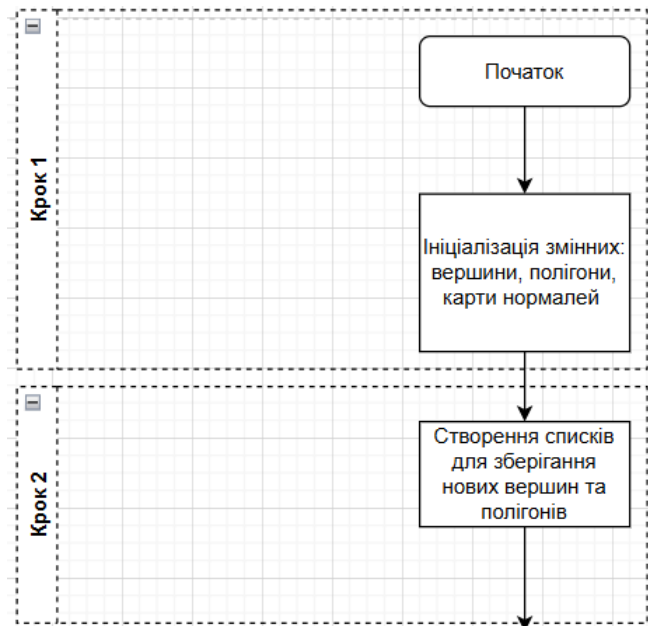 Крок 1
Початок
Ініціалізація змінних:
вершини, полігони,
карти нормалей
Крок 2
Створення списків
для зберігання
нових вершин та
полігонів